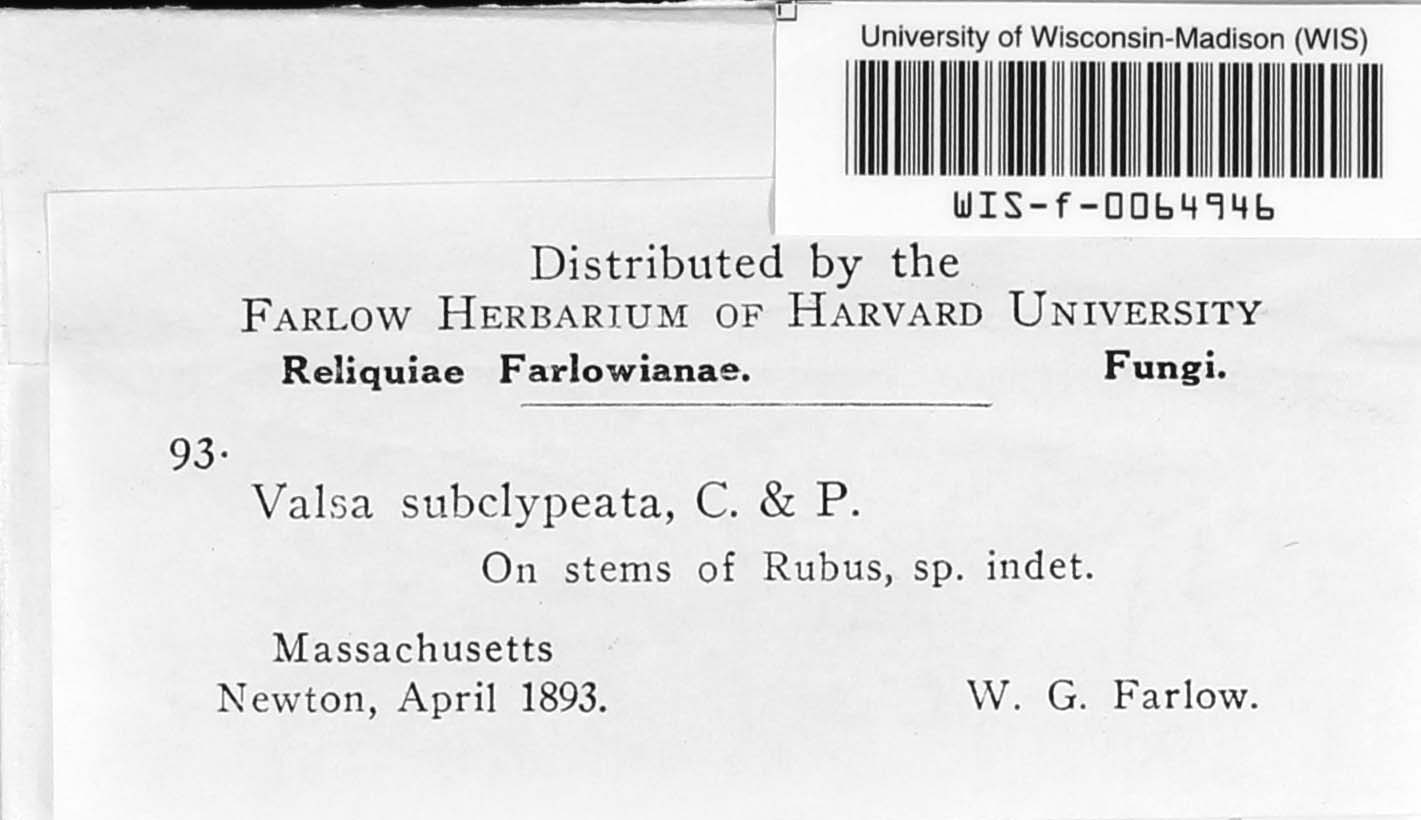 University of Wisconsin-Madison (WIS)
WIS-f-0064946
Distributed by the
FARLOW HERBARIUM OF HARVARD UNIVERSITY
Reliquiae Farlowianae. Fungi.
93.
Valsa subclypeata, C. & P.
On stems of Rubus, sp. indet.
Massachusetts
Newton, April 1893. W. G. Farlow.